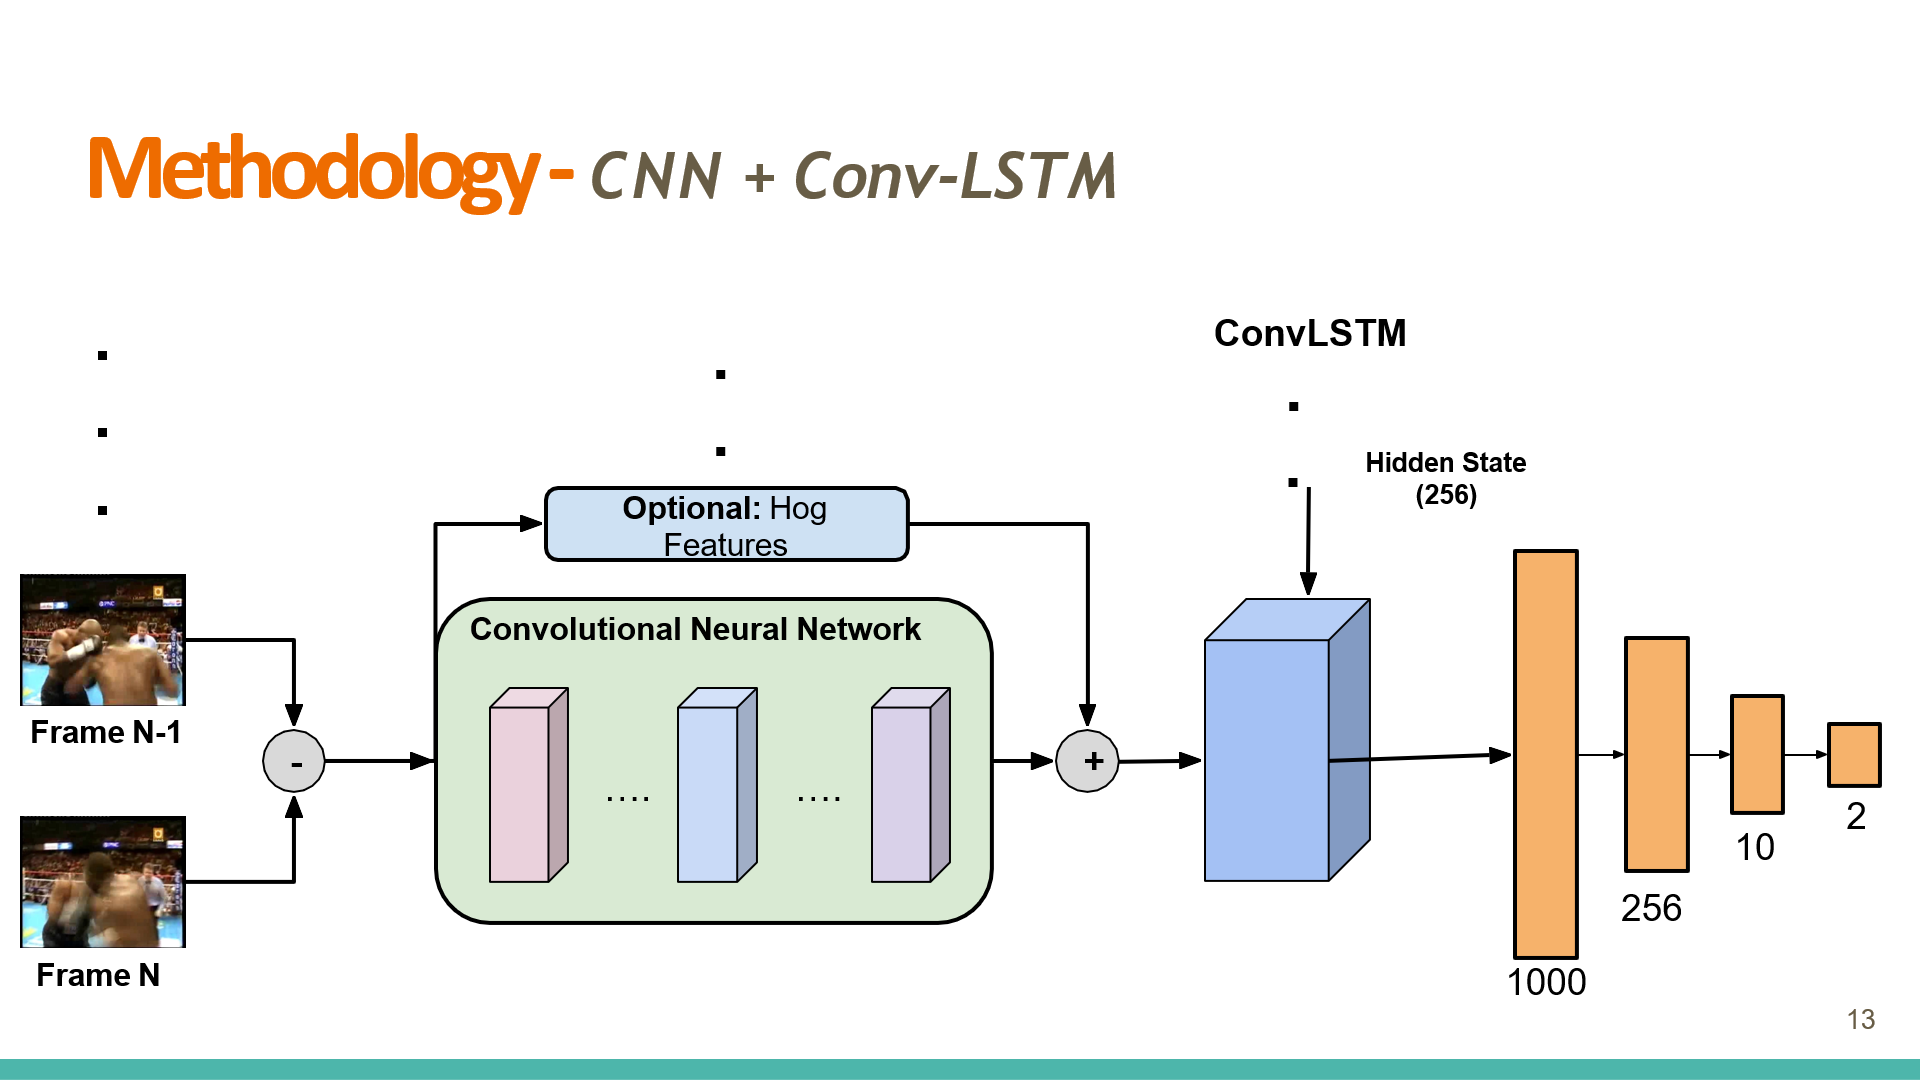 Methodology - CNN + Conv-LSTM
ConvLSTM
Hidden State
(256)
Optional: Hog
Features
Convolutional Neural Network
Frame N-1
-
....
....
+
Frame N
1000
256
10
2
13